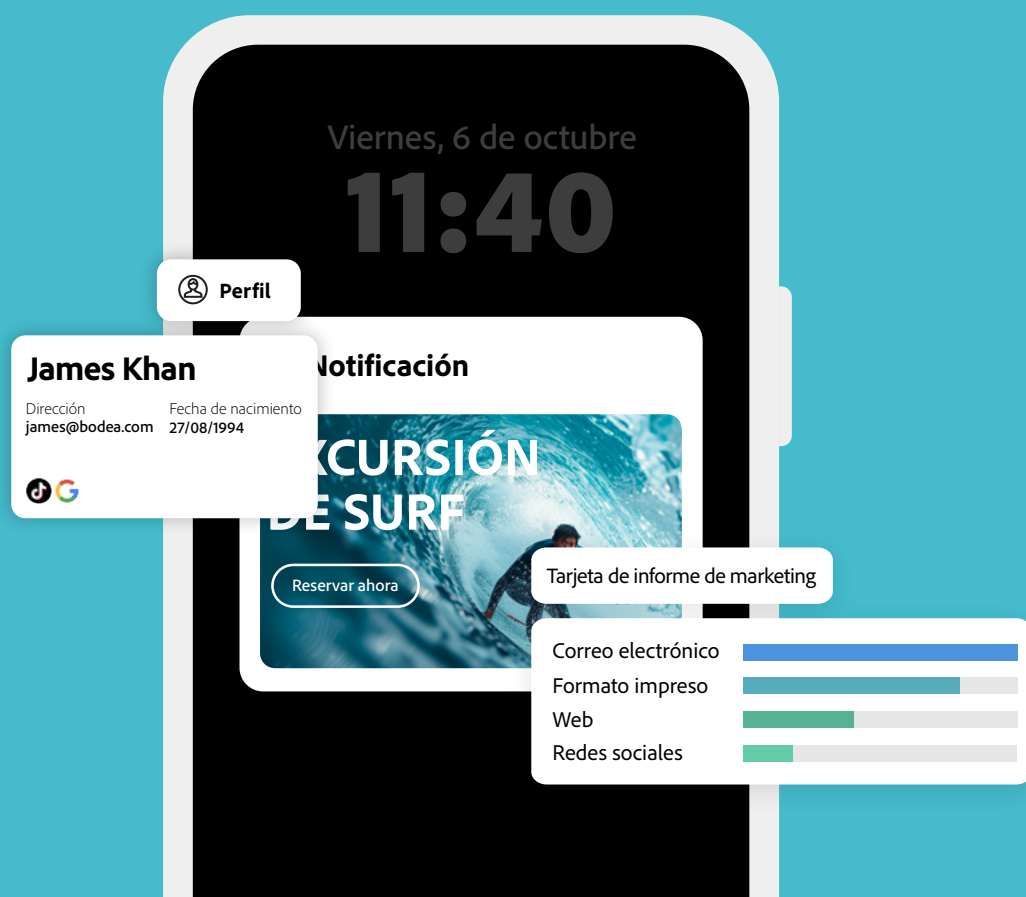 Viernes, 6 de octubre
11:40
Perfil
James Khan
Dirección
Fecha de nacimiento
james@bodea.com
27/08/1994
Notificación
EXCURSIÓN
DE SURF
Reservar ahora
Tarjeta de informe de marketing
Correo electrónico
Formato impreso
Web
Redes sociales